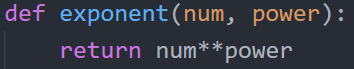 def exponent(num, power):
    return num**power